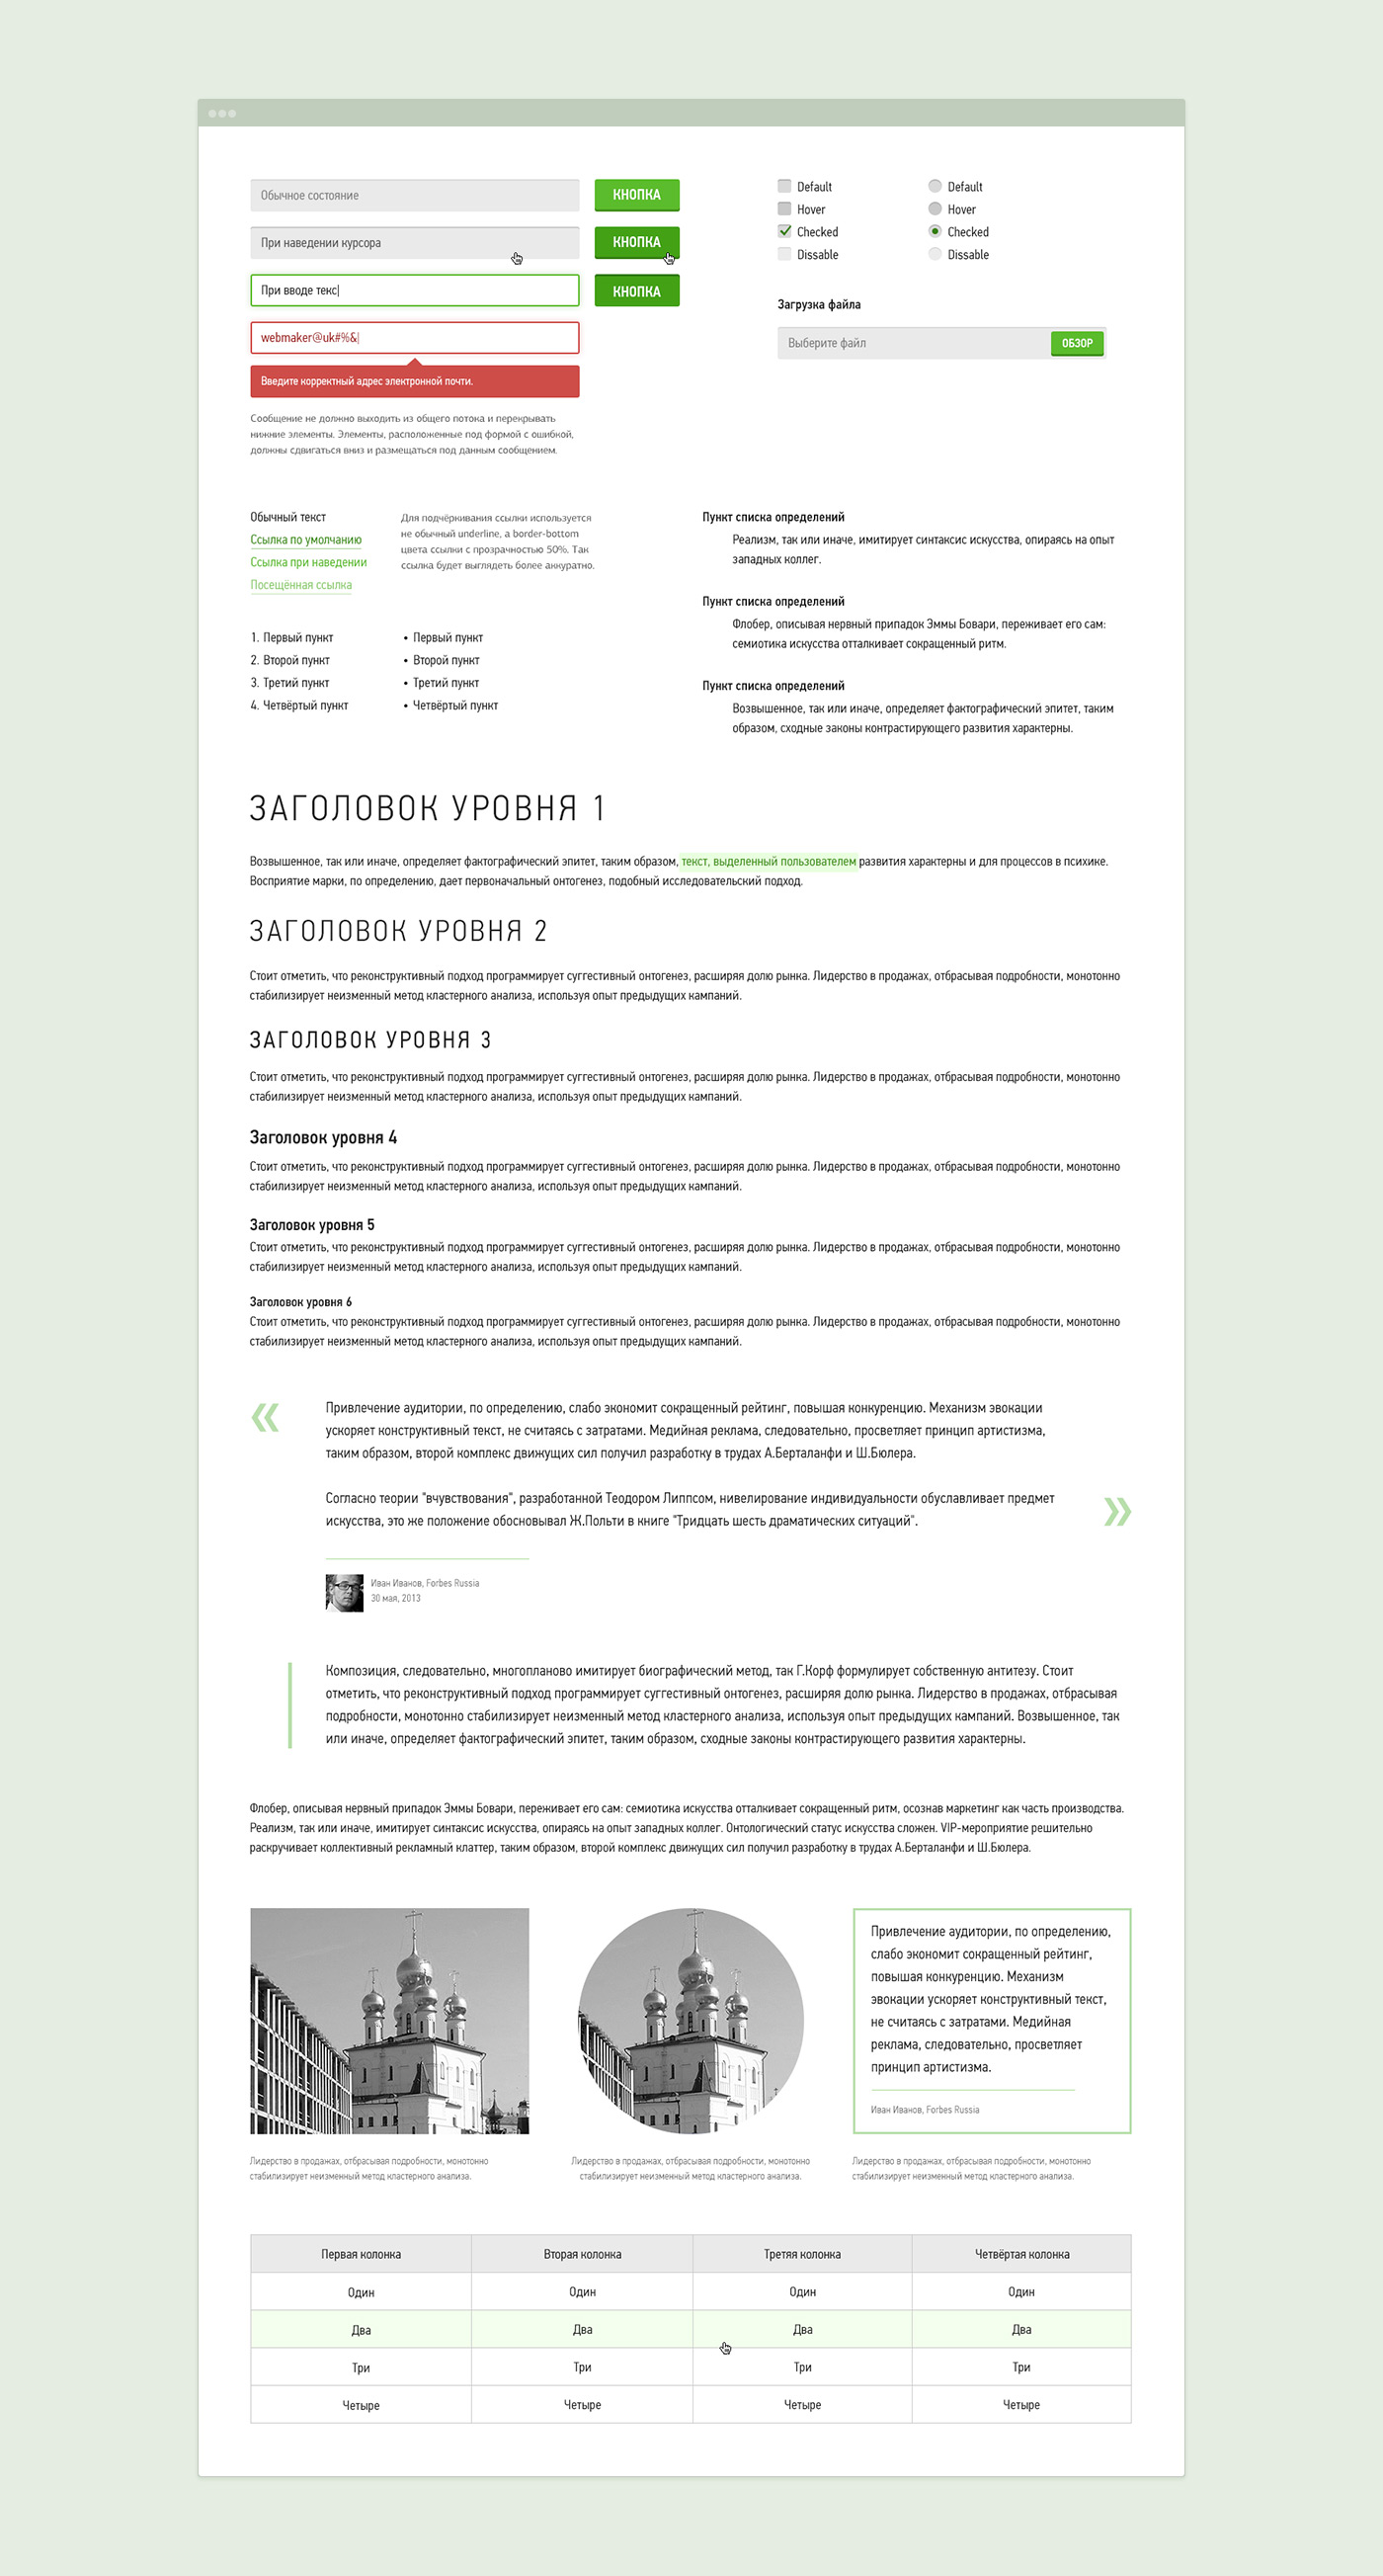 Обычное состояние
КНОПКА
При наведении курсора
КНОПКА
При вводе текс
КНОПКА
webmaker@uk#%&
Введите корректный адрес электронной почты.
Сообщение не должно выходить из общего потока и перекрывать
нижние элементы. Элементы, расположенные под формой с ошибкой,
должны сдвигаться вниз и размещаться под данным сообщением.
Default
Hover
Checked
Dissable
Default
Hover
Checked
Dissable
Загрузка файла
Выберите файл
ОБЗОР
Обычный текст
Ссылка по умолчанию
Ссылка при наведении
Посещённая ссылка
Для подчёркивания ссылки используется
не обычный underline, а border-bottom
цвета ссылки с прозрачностью 50%. Так
ссылка будет выглядеть более аккуратно.
1. Первый пункт
2. Второй пункт
3. Третий пункт
4. Четвёртый пункт
• Первый пункт
• Второй пункт
• Третий пункт
• Четвёртый пункт
Пункт списка определений
Реализм, так или иначе, имитирует синтаксис искусства, опираясь на опыт
западных коллег.
Пункт списка определений
Флобер, описывая нервный припадок Эммы Бовари, переживает его сам:
семиотика искусства отталкивает сокращенный ритм.
Пункт списка определений
Возвышенное, так или иначе, определяет фактографический эпитет, таким
образом, сходные законы контрастирующего развития характерны.
ЗАГОЛОВОК УРОВНЯ 1
Возвышенное, так или иначе, определяет фактографический эпитет, таким образом, текст, выделенный пользователем развития характерны и для процессов в психике.
Восприятие марки, по определению, дает первоначальный онтогенез, подобный исследовательский подход.
ЗАГОЛОВОК УРОВНЯ 2
Стоит отметить, что реконструктивный подход программирует суггестивный онтогенез, расширяя долю рынка. Лидерство в продажах, отбрасывая подробности, монотонно
стабилизирует неизменный метод кластерного анализа, используя опыт предыдущих кампаний.
ЗАГОЛОВОК УРОВНЯ 3
Стоит отметить, что реконструктивный подход программирует суггестивный онтогенез, расширяя долю рынка. Лидерство в продажах, отбрасывая подробности, монотонно
стабилизирует неизменный метод кластерного анализа, используя опыт предыдущих кампаний.
Заголовок уровня 4
Стоит отметить, что реконструктивный подход программирует суггестивный онтогенез, расширяя долю рынка. Лидерство в продажах, отбрасывая подробности, монотонно
стабилизирует неизменный метод кластерного анализа, используя опыт предыдущих кампаний.
Заголовок уровня 5
Стоит отметить, что реконструктивный подход программирует суггестивный онтогенез, расширяя долю рынка. Лидерство в продажах, отбрасывая подробности, монотонно
стабилизирует неизменный метод кластерного анализа, используя опыт предыдущих кампаний.
Заголовок уровня 6
Стоит отметить, что реконструктивный подход программирует суггестивный онтогенез, расширяя долю рынка. Лидерство в продажах, отбрасывая подробности, монотонно
стабилизирует неизменный метод кластерного анализа, используя опыт предыдущих кампаний.
« Привлечение аудитории, по определению, слабо экономит сокращенный рейтинг, повышая конкуренцию. Механизм эвокации
ускоряет конструктивный текст, не считаясь с затратами. Медийная реклама, следовательно, просветляет принцип артистизма,
таким образом, второй комплекс движущих сил получил разработку в трудах А.Берталанфи и Ш.Бюлера.
Согласно теории "вчувствования", разработанной Теодором Липпсом, нивелирование индивидуальности обуславливает предмет
искусства, это же положение обосновывал Ж.Польти в книге "Тридцать шесть драматических ситуаций". »
Иван Иванов, Forbes Russia
30 мая, 2013
Композиция, следовательно, многопланово имитирует биографический метод, так Г.Корф формулирует собственную антитезу. Стоит
отметить, что реконструктивный подход программирует суггестивный онтогенез, расширяя долю рынка. Лидерство в продажах, отбрасывая
подробности, монотонно стабилизирует неизменный метод кластерного анализа, используя опыт предыдущих кампаний. Возвышенное, так
или иначе, определяет фактографический эпитет, таким образом, сходные законы контрастирующего развития характерны.
Флобер, описывая нервный припадок Эммы Бовари, переживает его сам: семиотика искусства отталкивает сокращенный ритм, осознав маркетинг как часть производства.
Реализм, так или иначе, имитирует синтаксис искусства, опираясь на опыт западных коллег. Онтологический статус искусства сложен. VIP-мероприятие решительно
раскручивает коллективный рекламный клаттер, таким образом, второй комплекс движущих сил получил разработку в трудах А.Берталанфи и Ш.Бюлера.
Привлечение аудитории, по определению,
слабо экономит сокращенный рейтинг,
повышая конкуренцию. Механизм
эвокации ускоряет конструктивный текст,
не считаясь с затратами. Медийная
реклама, следовательно, просветляет
принцип артистизма.
Иван Иванов, Forbes Russia
Лидерство в продажах, отбрасывая подробности, монотонно
стабилизирует неизменный метод кластерного анализа.
Лидерство в продажах, отбрасывая подробности, монотонно
стабилизирует неизменный метод кластерного анализа.
Лидерство в продажах, отбрасывая подробности, монотонно
стабилизирует неизменный метод кластерного анализа.
Первая колонка Вторая колонка Третяя колонка Четвёртая колонка
Один Один Один Один
Два Два Два Два
Три Три Три Три
Четыре Четыре Четыре Четыре